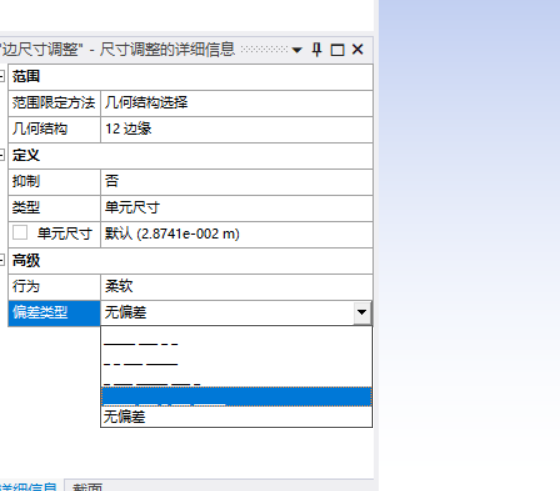 "边尺寸调整" - 尺寸调整的详细信息
范围
范围限定方法 几何结构选择
几何结构 12 边缘
定义
抑制 否
类型 单元尺寸
单元尺寸 默认 (2.8741e-002 m)
高级
行为 柔软
偏差类型 无偏差
无偏差
详细信息 截面